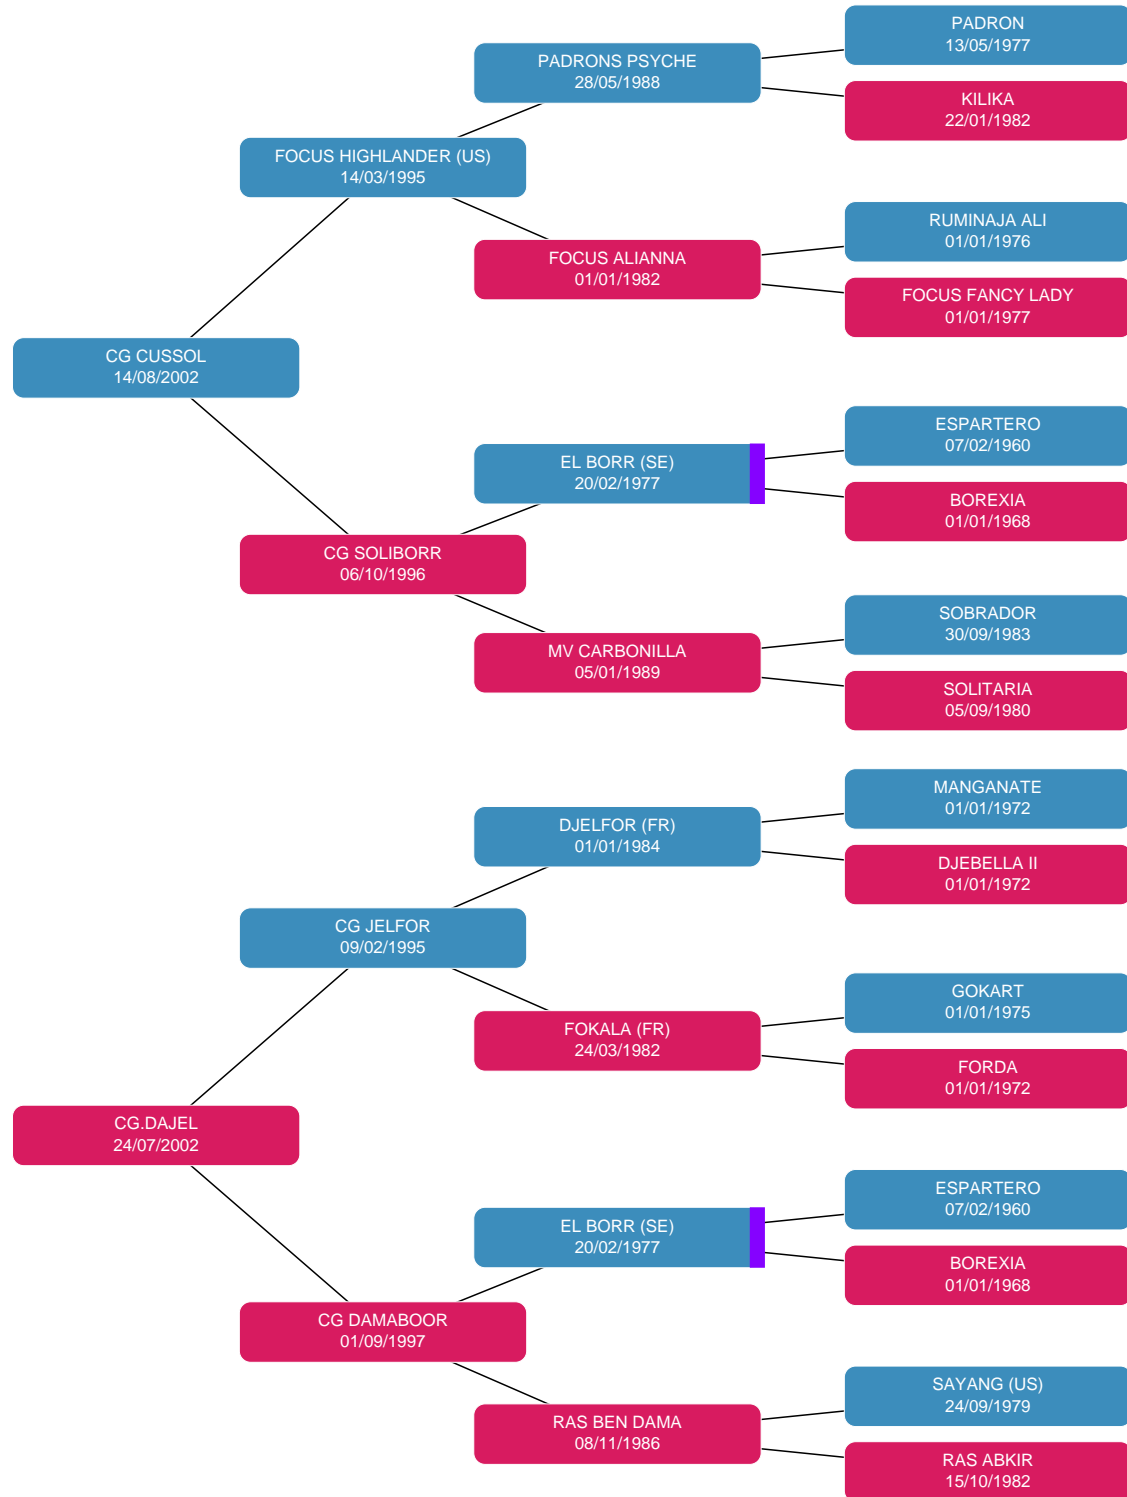 PADRON
13/05/1977
PADRONS PSYCHE
28/05/1988
KILIKA
22/01/1982
FOCUS HIGHLANDER (US)
14/03/1995
RUMINAJA ALI
01/01/1976
FOCUS ALIANNA
01/01/1982
FOCUS FANCY LADY
01/01/1977
CG CUSSOL
14/08/2002
ESPARTERO
07/02/1960
EL BORR (SE)
20/02/1977
BOREXIA
01/01/1968
CG SOLIBORR
06/10/1996
SOBRADOR
30/09/1983
MV CARBONILLA
05/01/1989
SOLITARIA
05/09/1980
MANGANATE
01/01/1972
DJELFOR (FR)
01/01/1984
DJEBELLA II
01/01/1972
CG JELFOR
09/02/1995
GOKART
01/01/1975
FOKALA (FR)
24/03/1982
FORDA
01/01/1972
CG.DAJEL
24/07/2002
ESPARTERO
07/02/1960
EL BORR (SE)
20/02/1977
BOREXIA
01/01/1968
CG DAMABOOR
01/09/1997
SAYANG (US)
24/09/1979
RAS BEN DAMA
08/11/1986
RAS ABKIR
15/10/1982